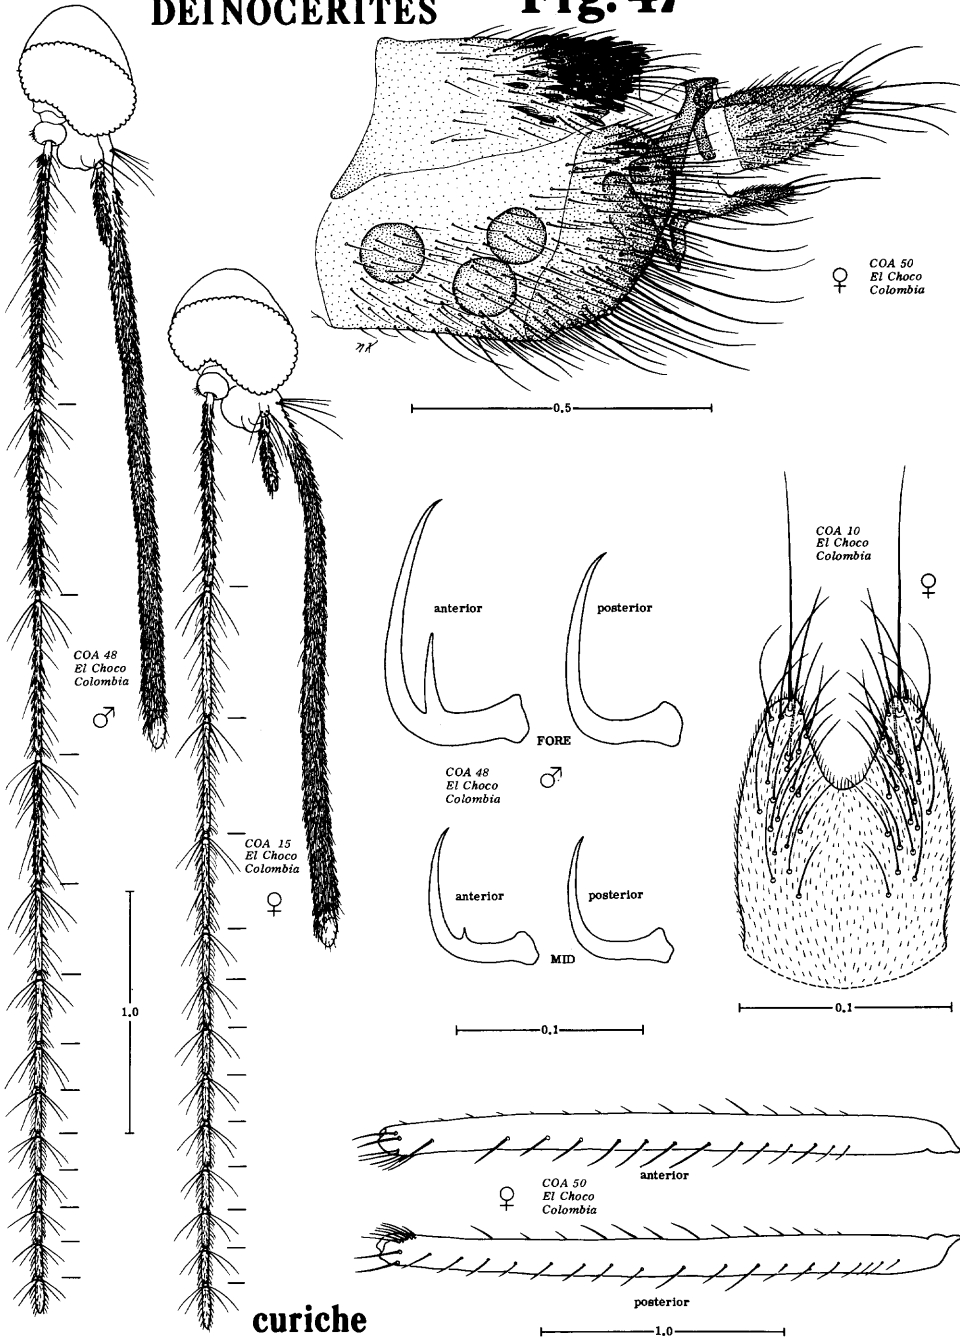 DEINOCERITES Fig. 47
♀ COA 50
El Choco
Colombia
0.5
COA 10
El Choco
Colombia
♀
anterior
posterior
FORE
COA 48
El Choco
Colombia
♂
COA 48
El Choco
Colombia
♂
anterior
posterior
MID
0.1
COA 15
El Choco
Colombia
♀
1.0
0.1
anterior
♀ COA 50
El Choco
Colombia
posterior
1.0
curiche